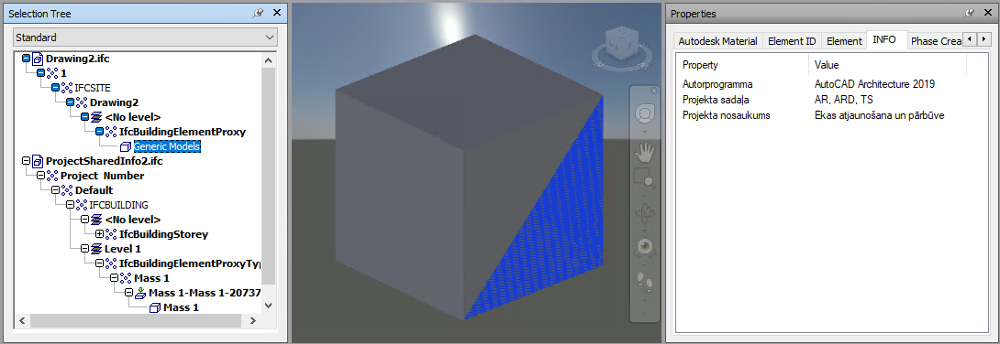 Selection Tree
Standard
Drawing2.ifc
1
IFCSITE
Drawing2
<No level>
IfcBuildingElementProxy
Generic Models
ProjectSharedInfo2.ifc
Project Number
Default
IFCBUILDING
<No level>
IfcBuildingStorey
Level 1
IfcBuildingElementProxyTyp
Mass 1
Mass 1-Mass 1-20737
Mass 1
Properties
Autodesk Material Element ID Element INFO Phase Crea
Property Value
Autorprogramma AutoCAD Architecture 2019
Projekta sadaļa AR, ARD, TS
Projekta nosaukums Ēkas atjaunošana un pārbūve